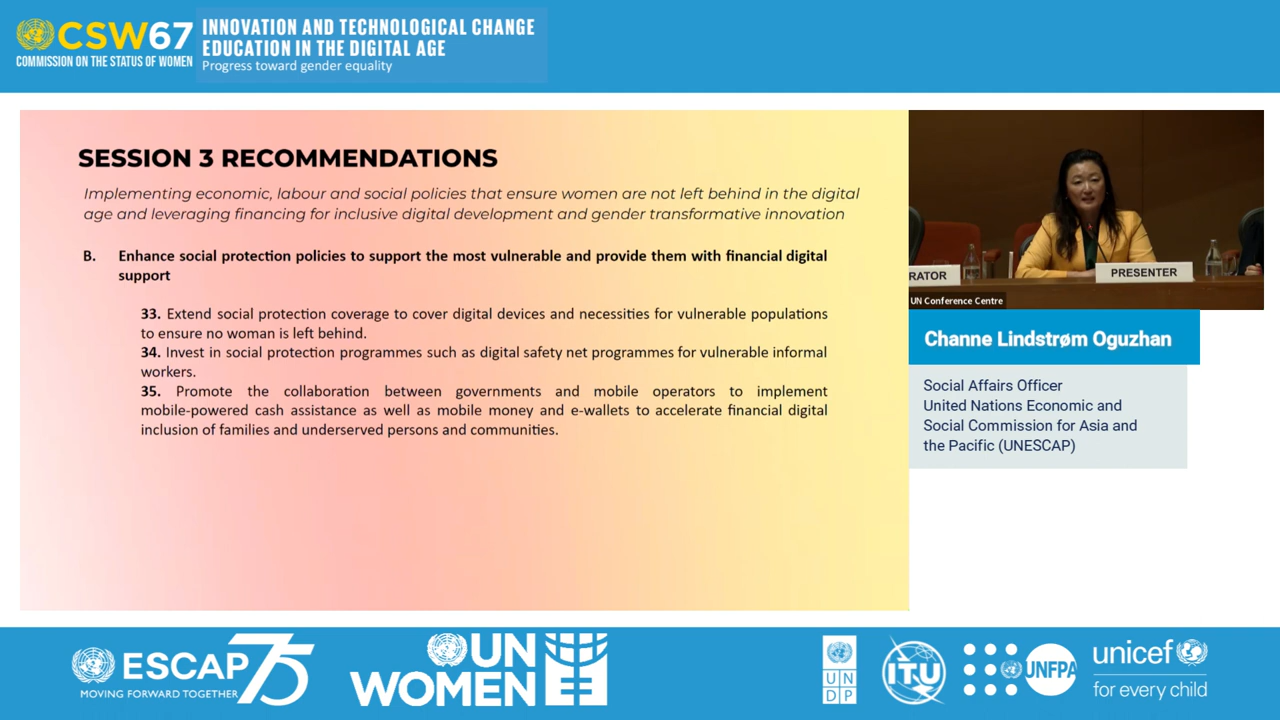 CSW67
COMMISSION ON THE STATUS OF WOMEN
INNOVATION AND TECHNOLOGICAL CHANGE
EDUCATION IN THE DIGITAL AGE
Progress toward gender equality
SESSION 3 RECOMMENDATIONS
Implementing economic, labour and social policies that ensure women are not left behind in the digital
age and leveraging financing for inclusive digital development and gender transformative innovation
B. Enhance social protection policies to support the most vulnerable and provide them with financial digital
support
33. Extend social protection coverage to cover digital devices and necessities for vulnerable populations
to ensure no woman is left behind.
34. Invest in social protection programmes such as digital safety net programmes for vulnerable informal
workers.
35. Promote the collaboration between governments and mobile operators to implement
mobile-powered cash assistance as well as mobile money and e-wallets to accelerate financial digital
inclusion of families and underserved persons and communities.
RATOR
PRESENTER
UN Conference Centre
Channe Lindstrøm Oguzhan
Social Affairs Officer
United Nations Economic and
Social Commission for Asia and
the Pacific (UNESCAP)
ESCAP 75
MOVING FORWARD TOGETHER
UN
WOMEN
U N
D P
ITU
UNFPA
unicef
for every child